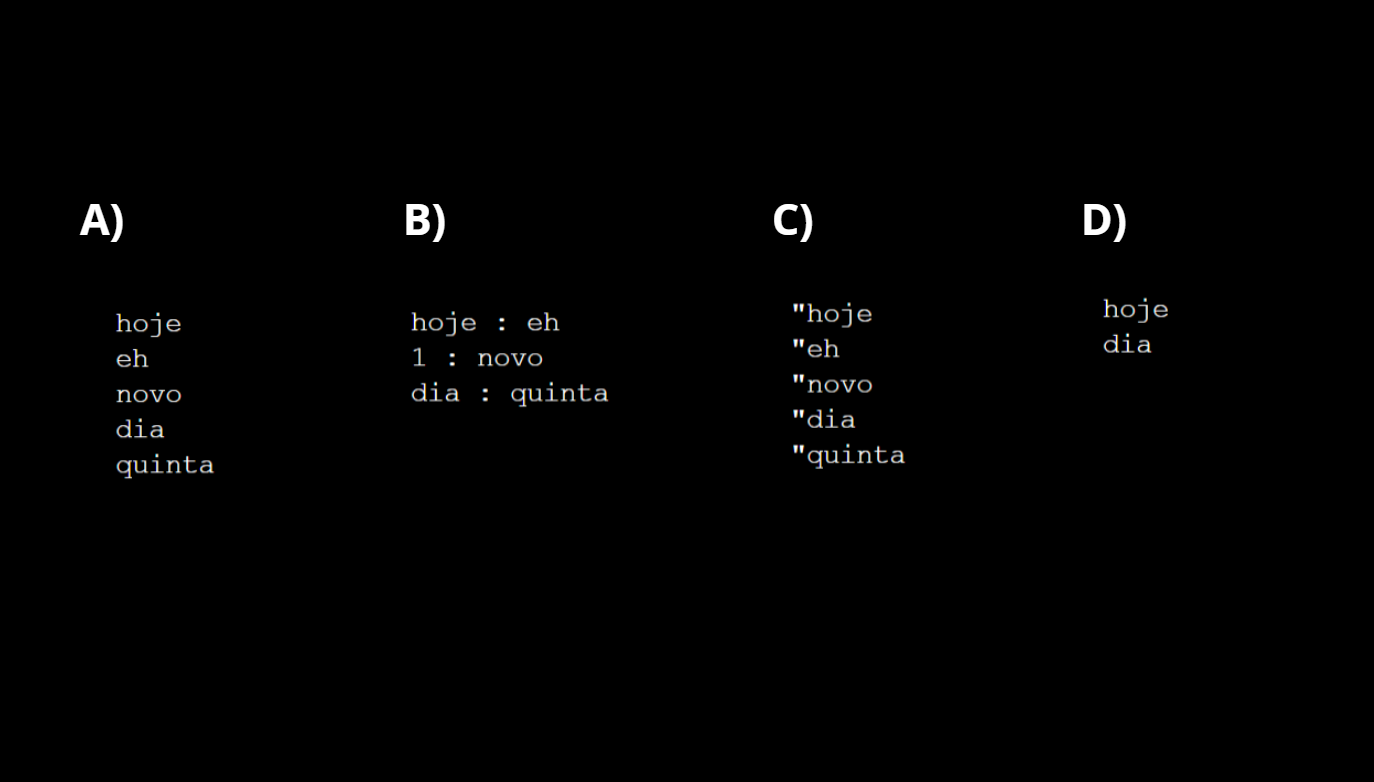 A)
hoje
eh
novo
dia
quinta
B)
hoje : eh
1 : novo
dia : quinta
C)
"hoje
"eh
"novo
"dia
"quinta
D)
hoje
dia